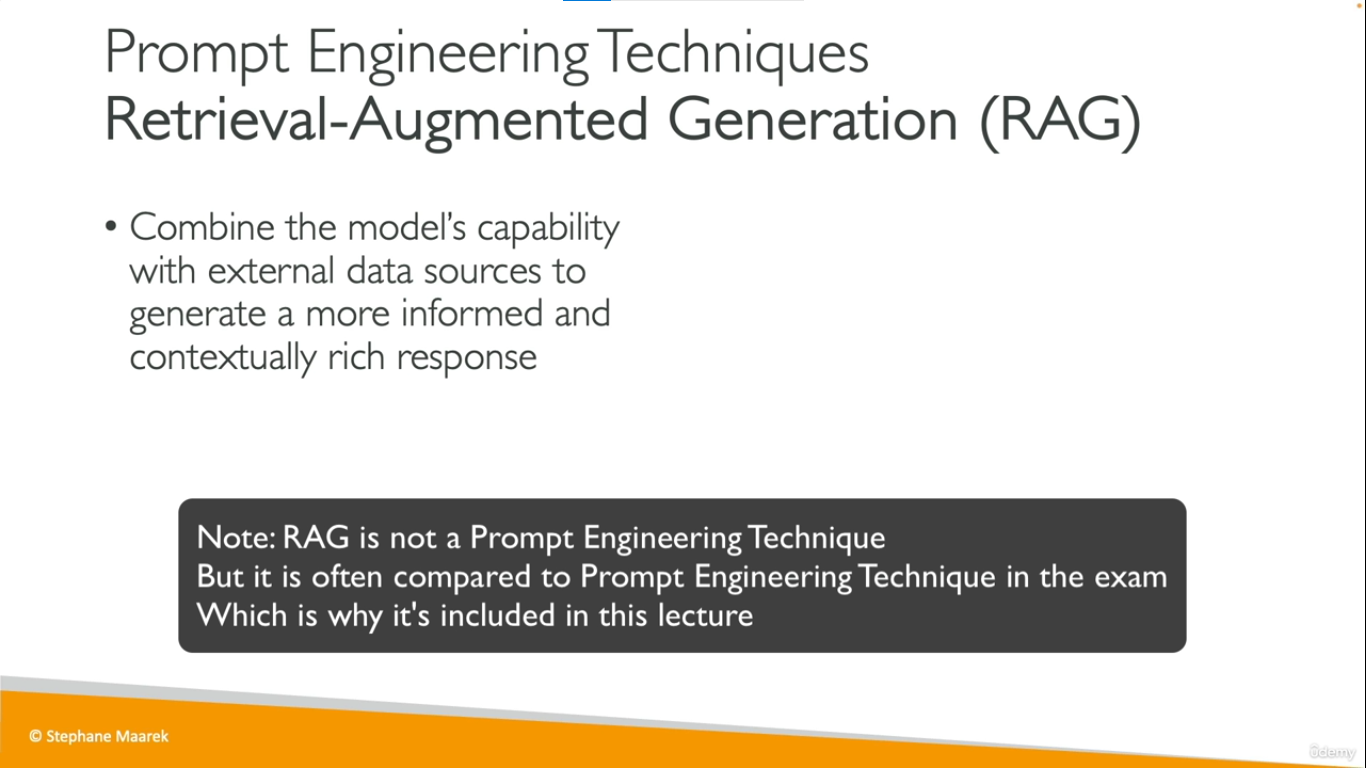 Prompt Engineering Techniques
Retrieval-Augmented Generation (RAG)
• Combine the model’s capability
with external data sources to
generate a more informed and
contextually rich response
Note: RAG is not a Prompt Engineering Technique
But it is often compared to Prompt Engineering Technique in the exam
Which is why it's included in this lecture
© Stephane Maarek
ûdemy